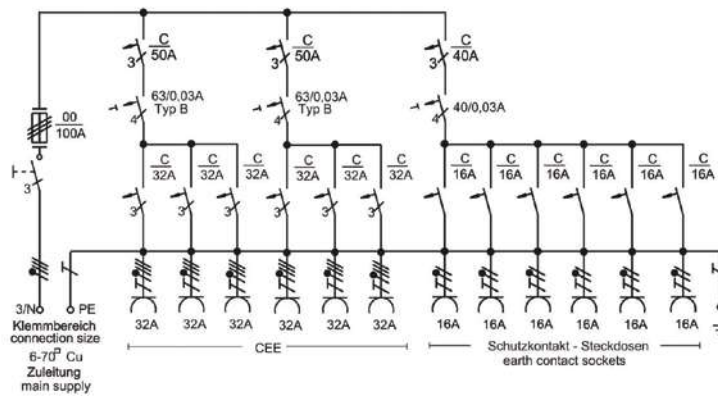 C
50A
3
C
50A
3
C
40A
3
63/0,03A
Typ B
4
63/0,03A
Typ B
4
40/0,03A
4
00
100A
3
C
32A
3
C
32A
3
C
32A
3
C
32A
3
C
32A
3
C
32A
3
C
16A
C
16A
C
16A
C
16A
C
16A
C
16A
3/N
PE
32A 32A 32A 32A 32A 32A 16A 16A 16A 16A 16A 16A
Klemmbereich
connection size
6-70□ Cu
Zuleitung
main supply
CEE
Schutzkontakt - Steckdosen
earth contact sockets